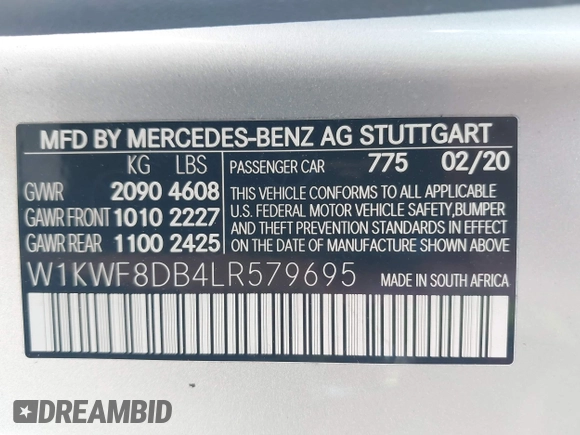 MFD BY MERCEDES-BENZ AG STUTTGART
KG LBS PASSENGER CAR 775 02/20
GVWR 2090 4608 THIS VEHICLE CONFORMS TO ALL APPLICABLE
GAWR FRONT 1010 2227 U.S. FEDERAL MOTOR VEHICLE SAFETY, BUMPER
GAWR REAR 1100 2425 AND THEFT PREVENTION STANDARDS IN EFFECT
ON THE DATE OF MANUFACTURE SHOWN ABOVE
W1KWF8DB4LR579695 MADE IN SOUTH AFRICA
DREAMBID